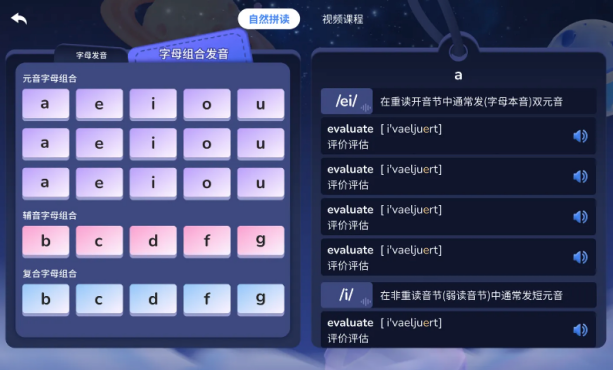 自然拼读 视频课程
字母发音 字母组合发音
元音字母组合
a e i o u
a e i o u
a e i o u
辅音字母组合
b c d f g
复合字母组合
b c d f g
a
/ei/ 在重读开音节中通常发(字母本音)双元音
evaluate [ i'vaeljuert]
评价评估
evaluate [ i'vaeljuert]
评价评估
evaluate [ i'vaeljuert]
评价评估
evaluate [ i'vaeljuert]
评价评估
/i/ 在非重读音节(弱读音节)中通常发短元音
evaluate [ i'vaeljuert]
评价评估